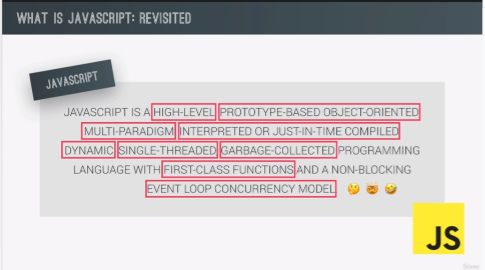 WHAT IS JAVASCRIPT: REVISITED
JAVASCRIPT
JAVASCRIPT IS A HIGH-LEVEL PROTOTYPE-BASED OBJECT-ORIENTED
MULTI-PARADIGM INTERPRETED OR JUST-IN-TIME COMPILED
DYNAMIC SINGLE-THREADED GARBAGE-COLLECTED PROGRAMMING
LANGUAGE WITH FIRST-CLASS FUNCTIONS AND A NON-BLOCKING
EVENT LOOP CONCURRENCY MODEL 🤔 🤯 🤣
JS